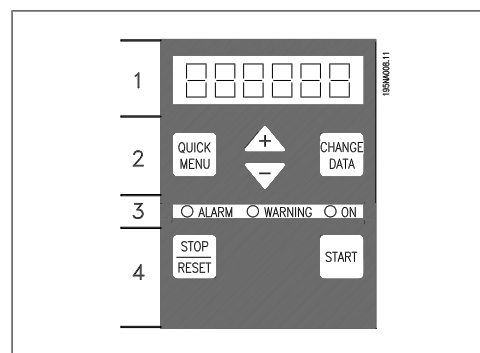 1
195NA008.11
QUICK MENU
+
CHANGE DATA
2
-
3
ALARM WARNING ON
STOP
RESET
START
4